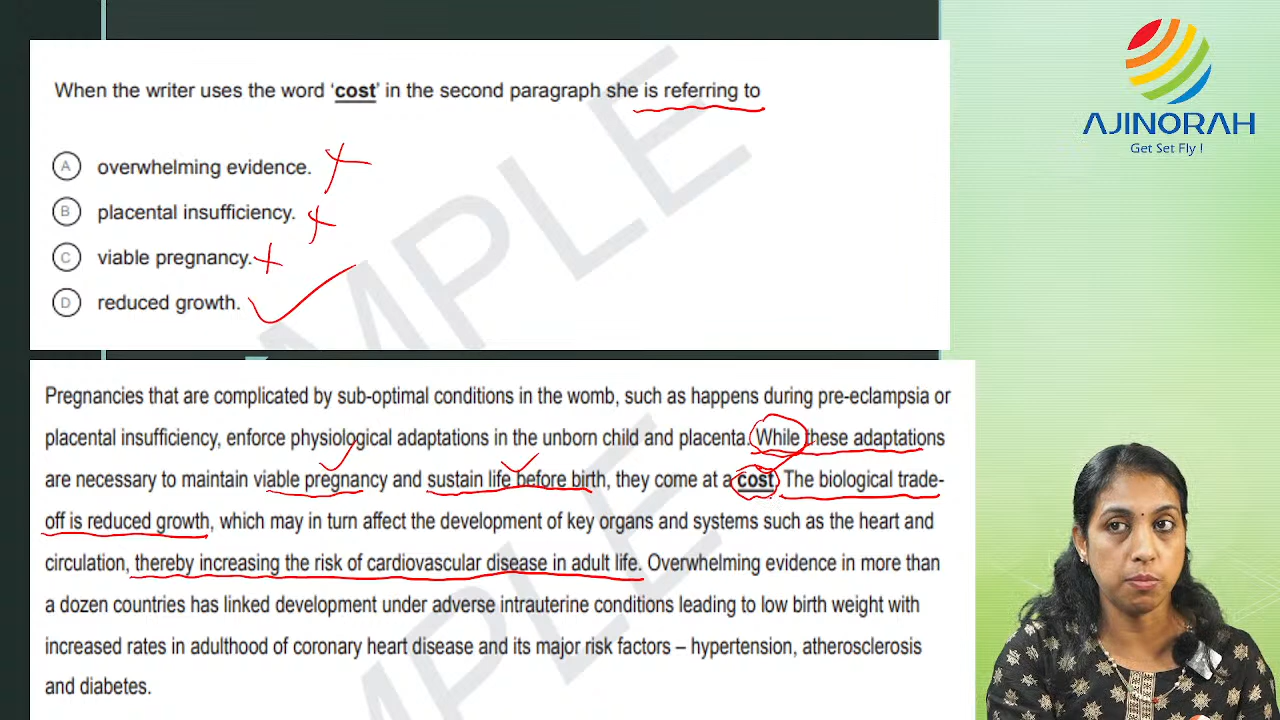 When the writer uses the word ‘cost’ in the second paragraph she is referring to
A overwhelming evidence.
B placental insufficiency.
C viable pregnancy.
D reduced growth.
AJINORAH
Get Set Fly !
Pregnancies that are complicated by sub-optimal conditions in the womb, such as happens during pre-eclampsia or
placental insufficiency, enforce physiological adaptations in the unborn child and placenta. While these adaptations
are necessary to maintain viable pregnancy and sustain life before birth, they come at a cost. The biological trade-
off is reduced growth, which may in turn affect the development of key organs and systems such as the heart and
circulation, thereby increasing the risk of cardiovascular disease in adult life. Overwhelming evidence in more than
a dozen countries has linked development under adverse intrauterine conditions leading to low birth weight with
increased rates in adulthood of coronary heart disease and its major risk factors – hypertension, atherosclerosis
and diabetes.
MPLE
MPLE